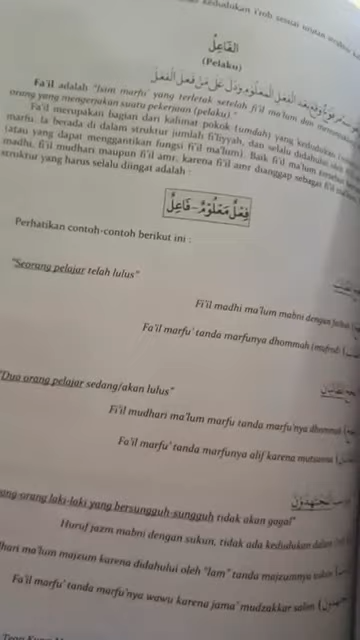 kedudukan i'rob sesuai urutan
الفَاعِلُ
(Pelaku)
Fa'il adalah "Isim marfu' yang terletak setelah fi'il ma'lum dan
orang yang mengerjakan suatu pekerjaan (pelaku)."
Fa'il merupakan bagian dari kalimat pokok (umdah) yang kedudukan
marfu. Ia berada di dalam struktur jumlah fi'liyyah, dan selalu didahului oleh
(atau yang dapat menggantikan fungsi fi'il ma'lum). Baik fi'il ma'lum tersebut
madhi, fi'il mudhari maupun fi'il amr, karena fi'il amr dianggap sebagai fi'il
struktur yang harus selalu diingat adalah :
فِعْلٌ مَعْلُوْمٌ - فَاعِلٌ
Perhatikan contoh-contoh berikut ini :
"Seorang pelajar telah lulus"
Fi'il madhi ma'lum mabni dengan
Fa'il marfu' tanda marfunya dhommah (mufrod)
"Dua orang pelajar sedang/akan lulus"
Fi'il mudhari ma'lum marfu tanda marfu'nya dhommah
Fa'il marfu' tanda marfunya alif karena mutsanna
orang laki-laki yang bersungguh-sungguh tidak akan gagal"
Huruf jazm mabni dengan sukun, tidak ada kedudukan dalam
ma'lum majzum karena didahului oleh "lam" tanda majzumnya sukun
Fa'il marfu' tanda marfu'nya wawu karena jama' mudzakkar salim